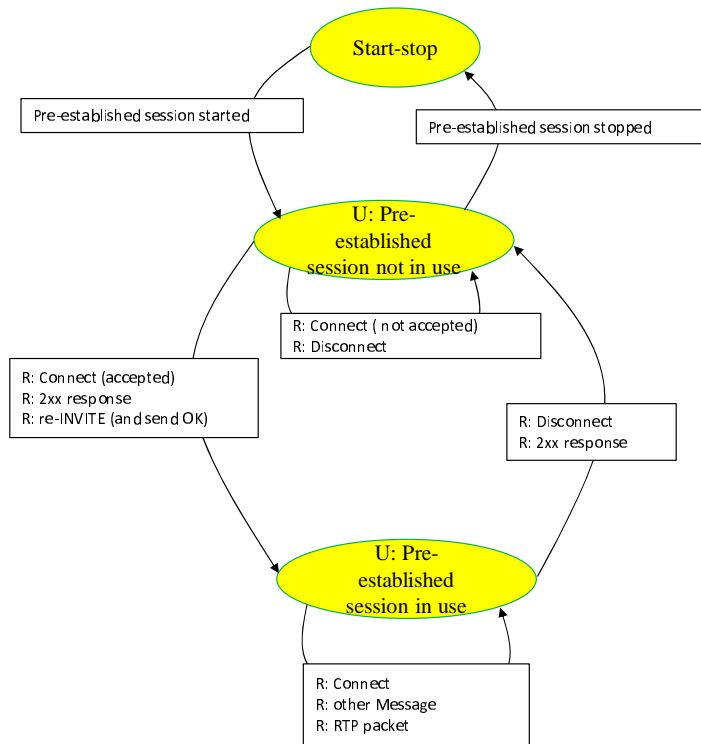 Start-stop
Pre-established session started
Pre-established session stopped
U: Pre-
established
session not in use
R: Connect ( not accepted)
R: Disconnect
R: Connect (accepted)
R: 2xx response
R: re-INVITE (and send OK)
R: Disconnect
R: 2xx response
U: Pre-
established
session in use
R: Connect
R: other Message
R: RTP packet